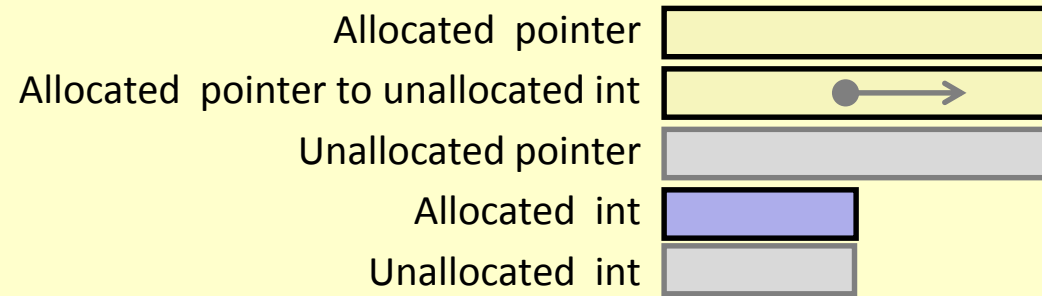 Allocated pointer
Allocated pointer to unallocated int
Unallocated pointer
Allocated int
Unallocated int